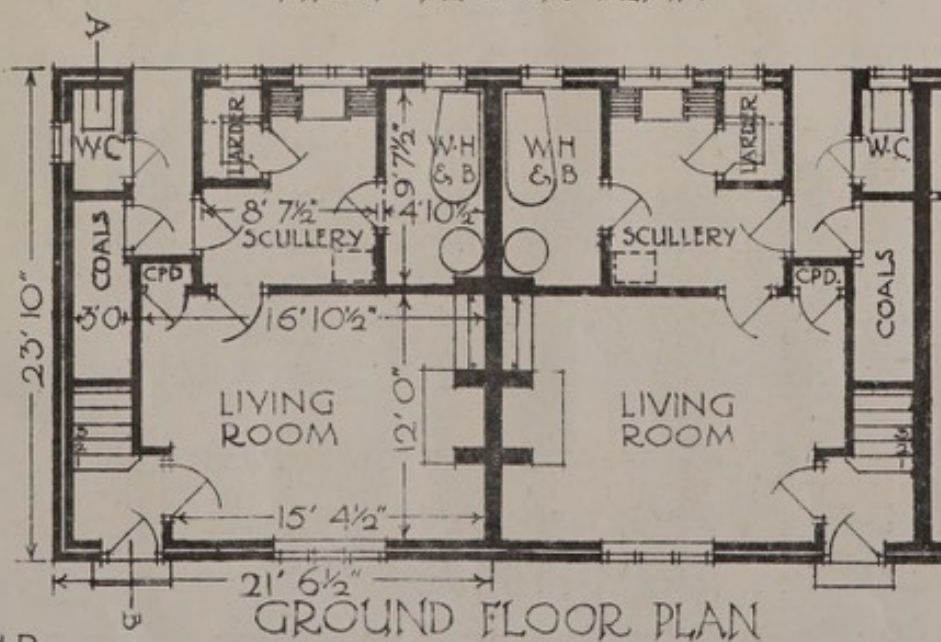 A
W.C.
LARDER
W.H
& B
W.H
& B
LARDER
W.C.
9' 7½"
8' 7½"
4' 10½"
SCULLERY
SCULLERY
COALS
CPD.
CPD.
COALS
3'0"
16' 10½"
23' 10"
LIVING
ROOM
12' 0"
LIVING
ROOM
15' 4½"
21' 6½"
B
GROUND FLOOR PLAN